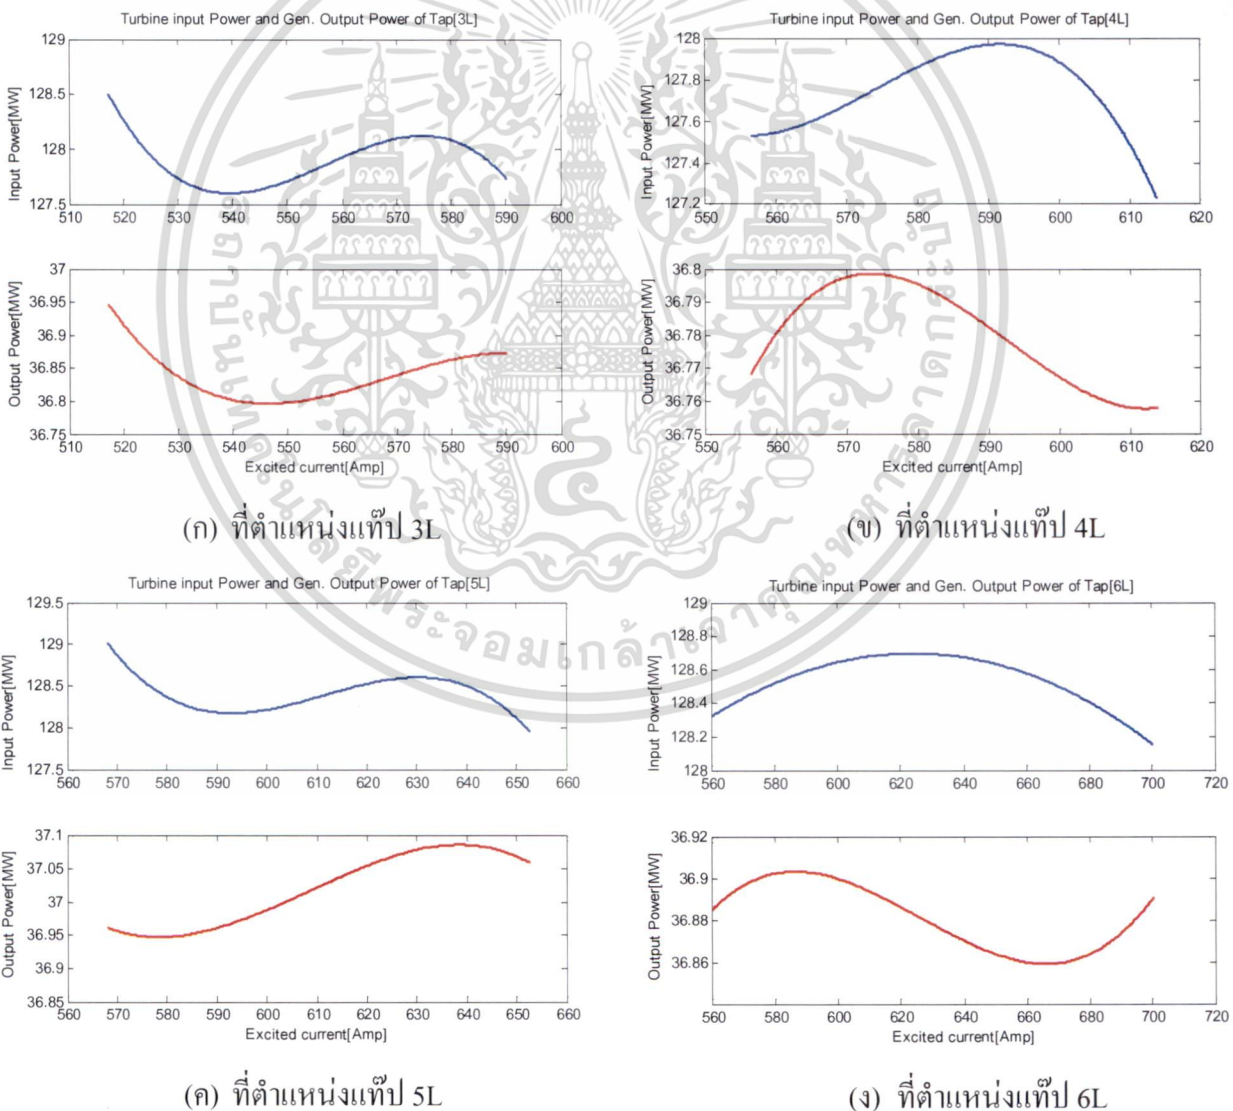 Turbine input Power and Gen. Output Power of Tap[3L]
129
128.5
128
127.5
Input Power[MW]
510 520 530 540 550 560 570 580 590 600
37
36.95
36.9
36.85
36.8
36.75
Output Power[MW]
510 520 530 540 550 560 570 580 590 600
Excited current[Amp]
(ก) ที่ตำแหน่งแท๊ป 3L
Turbine input Power and Gen. Output Power of Tap[4L]
128
127.8
127.6
127.4
127.2
Input Power[MW]
550 560 570 580 590 600 610 620
36.8
36.79
36.78
36.77
36.76
36.75
Output Power[MW]
550 560 570 580 590 600 610 620
Excited current[Amp]
(ข) ที่ตำแหน่งแท๊ป 4L
Turbine input Power and Gen. Output Power of Tap[5L]
129.5
129
128.5
128
127.5
Input Power[MW]
560 570 580 590 600 610 620 630 640 650 660
37.1
37.05
37
36.95
36.9
36.85
Output Power[MW]
560 570 580 590 600 610 620 630 640 650 660
Excited current[Amp]
(ค) ที่ตำแหน่งแท๊ป 5L
Turbine input Power and Gen. Output Power of Tap[6L]
129
128.8
128.6
128.4
128.2
128
Input Power[MW]
560 580 600 620 640 660 680 700 720
36.92
36.9
36.88
36.86
Output Power[MW]
560 580 600 620 640 660 680 700 720
Excited current[Amp]
(ง) ที่ตำแหน่งแท๊ป 6L